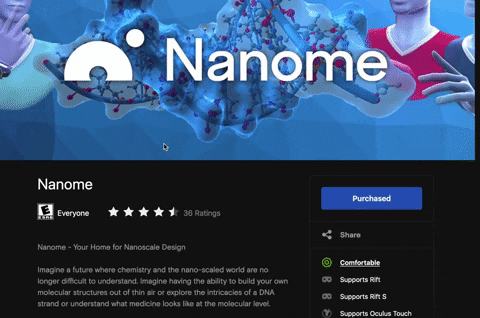 Nanome
Nanome
Purchased
E
Everyone
36 Ratings
Share
Nanome - Your Home for Nanoscale Design
Comfortable
Imagine a future where chemistry and the nano-scaled world are no
longer difficult to understand. Imagine having the ability to build your own
molecular structures out of thin air or explore the intricacies of a DNA
strand or understand what medicine looks like at the molecular level.
Supports Rift
Supports Rift S
Supports Oculus Touch